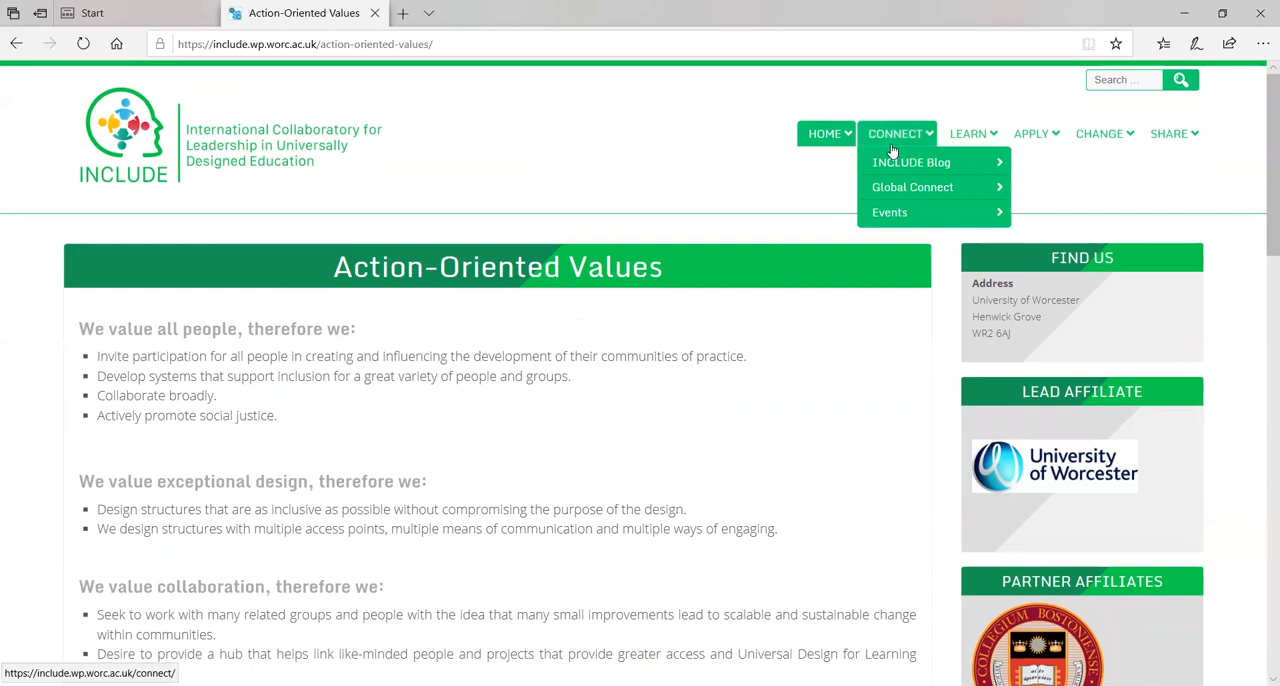 Start
Action-Oriented Values
https://include.wp.worc.ac.uk/action-oriented-values/
Search ...
INCLUDE
International Collaboratory for
Leadership in Universally
Designed Education
HOME CONNECT LEARN APPLY CHANGE SHARE
INCLUDE Blog
Global Connect
Events
Action-Oriented Values
We value all people, therefore we:
Invite participation for all people in creating and influencing the development of their communities of practice.
Develop systems that support inclusion for a great variety of people and groups.
Collaborate broadly.
Actively promote social justice.
We value exceptional design, therefore we:
Design structures that are as inclusive as possible without compromising the purpose of the design.
We design structures with multiple access points, multiple means of communication and multiple ways of engaging.
We value collaboration, therefore we:
Seek to work with many related groups and people with the idea that many small improvements lead to scalable and sustainable change
within communities.
Desire to provide a hub that helps link like-minded people and projects that provide greater access and Universal Design for Learning
FIND US
Address
University of Worcester
Henwick Grove
WR2 6AJ
LEAD AFFILIATE
University
of Worcester
PARTNER AFFILIATES
COLLEGIUM BOSTONIENSE
https://include.wp.worc.ac.uk/connect/